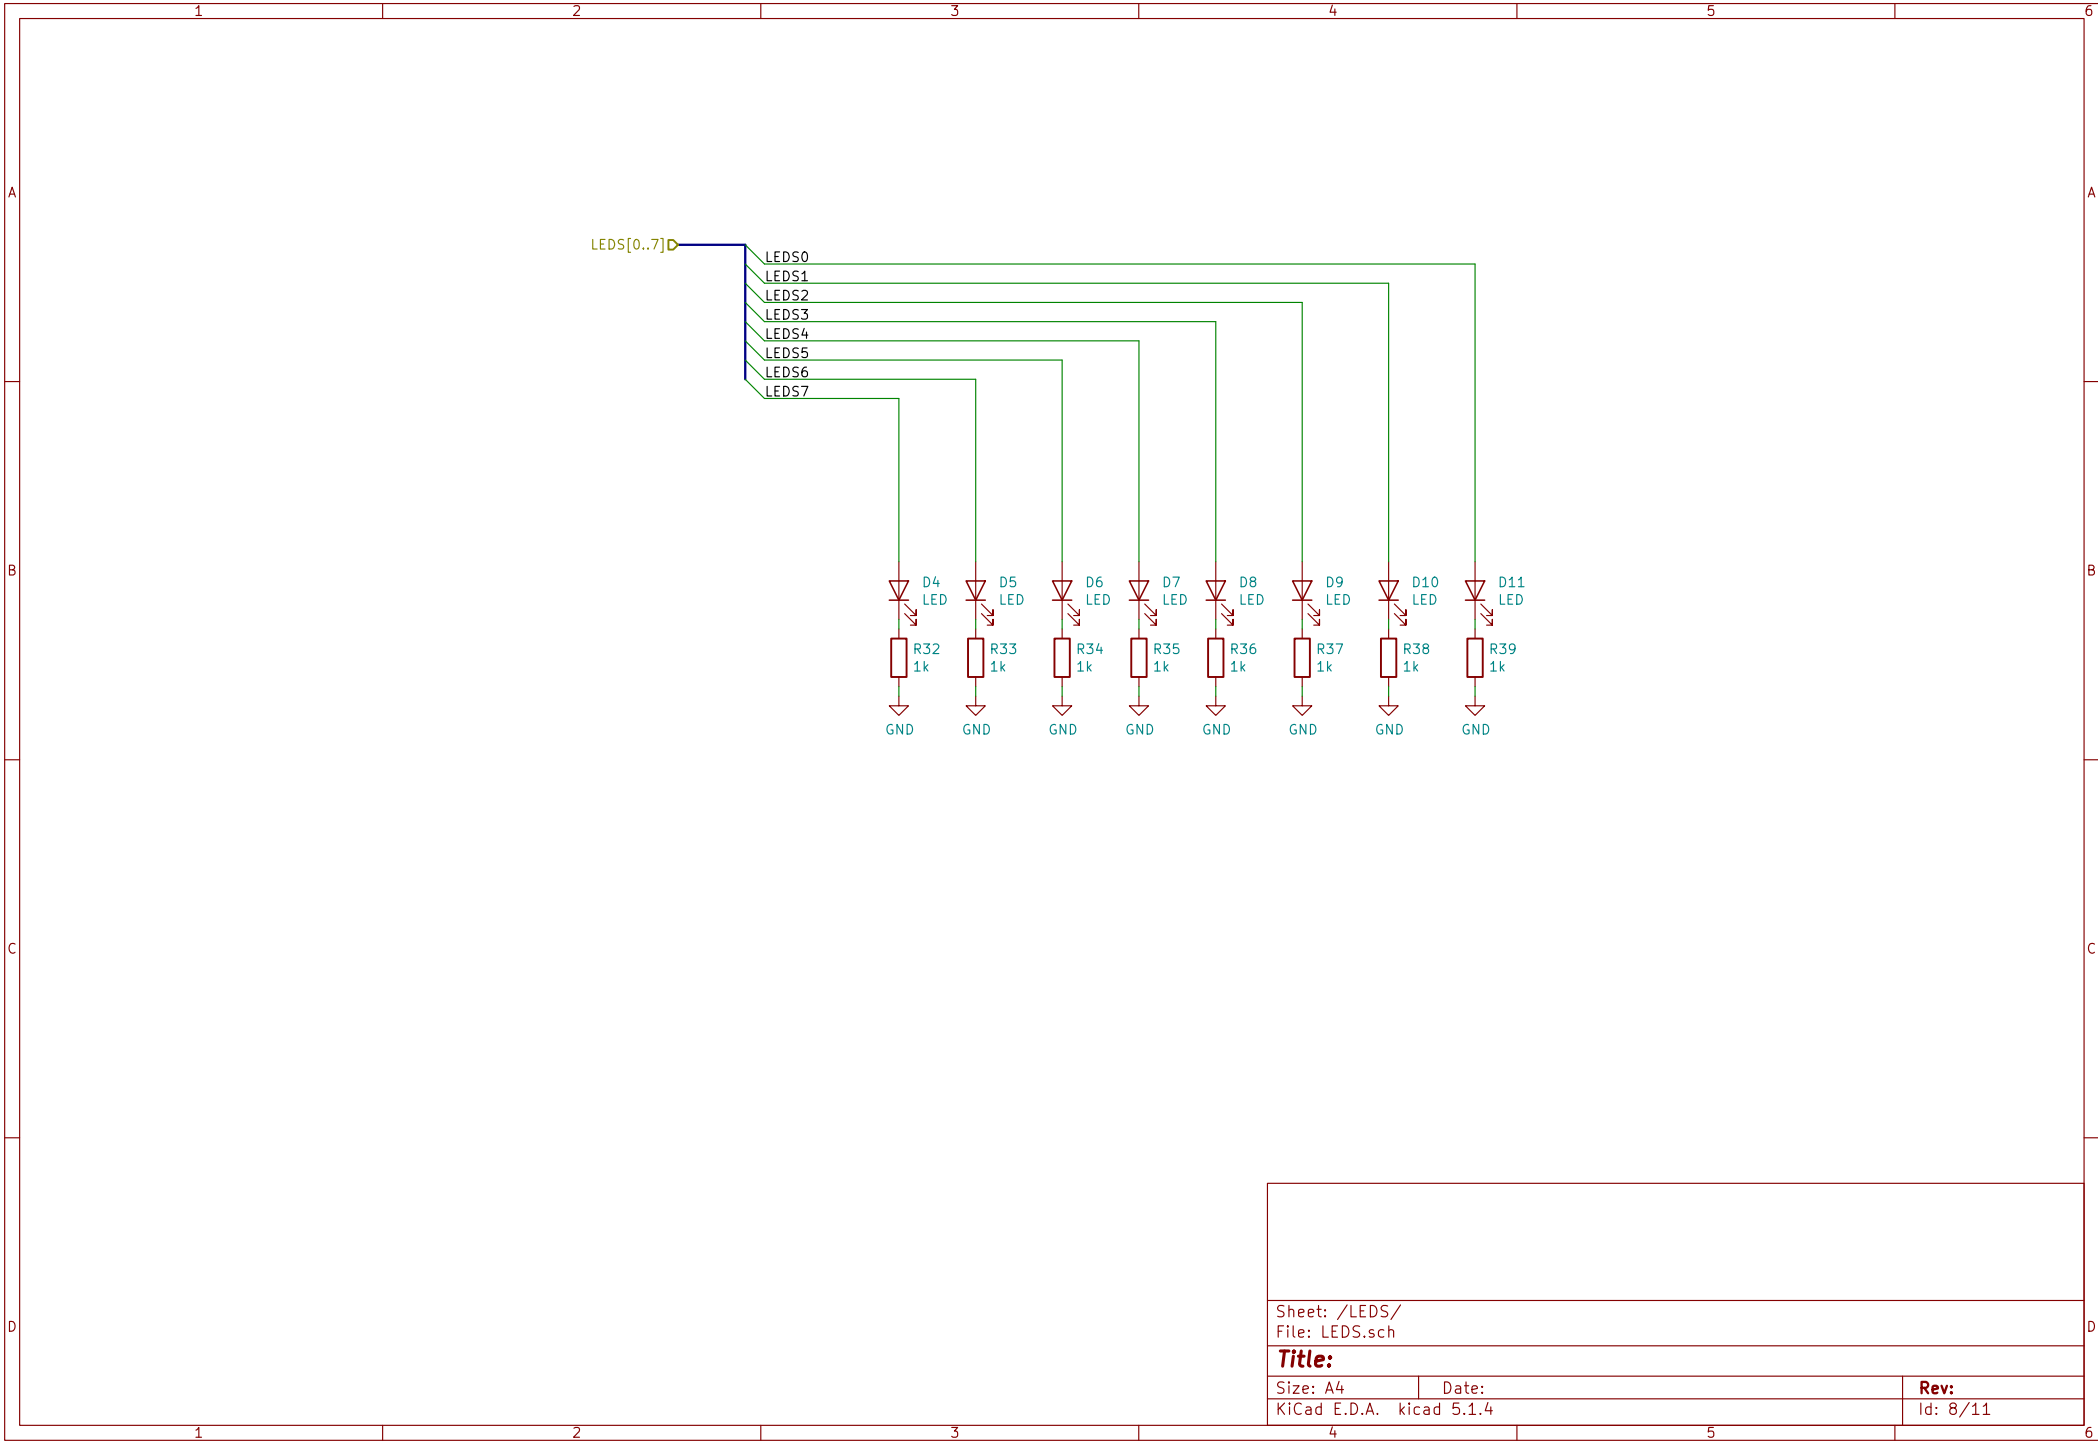 1 2 3 4 5 6
A A
LEDS[0..7]
LEDS0
LEDS1
LEDS2
LEDS3
LEDS4
LEDS5
LEDS6
LEDS7
B B
D4 D5 D6 D7 D8 D9 D10 D11
LED LED LED LED LED LED LED LED
R32 R33 R34 R35 R36 R37 R38 R39
1k 1k 1k 1k 1k 1k 1k 1k
GND GND GND GND GND GND GND GND
C C
Sheet: /LEDS/
File: LEDS.sch
D D
Title:
Size: A4 Date: Rev:
KiCad E.D.A. kicad 5.1.4 Id: 8/11
1 2 3 4 5 6